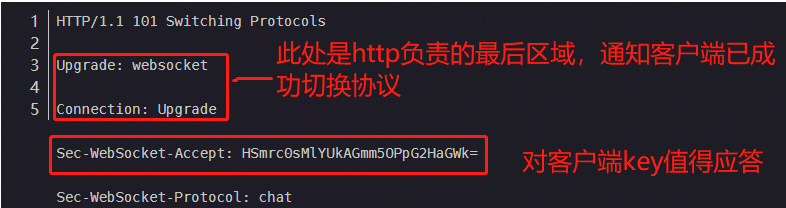 1 HTTP/1.1 101 Switching Protocols
2
3 Upgrade: websocket
4
5 Connection: Upgrade
此处是http负责的最后区域，通知客户端已成
功切换协议
Sec-WebSocket-Accept: HSmrc0sMlYUkAGmm5OPpG2HaGWk=
对客户端key值得应答
Sec-WebSocket-Protocol: chat